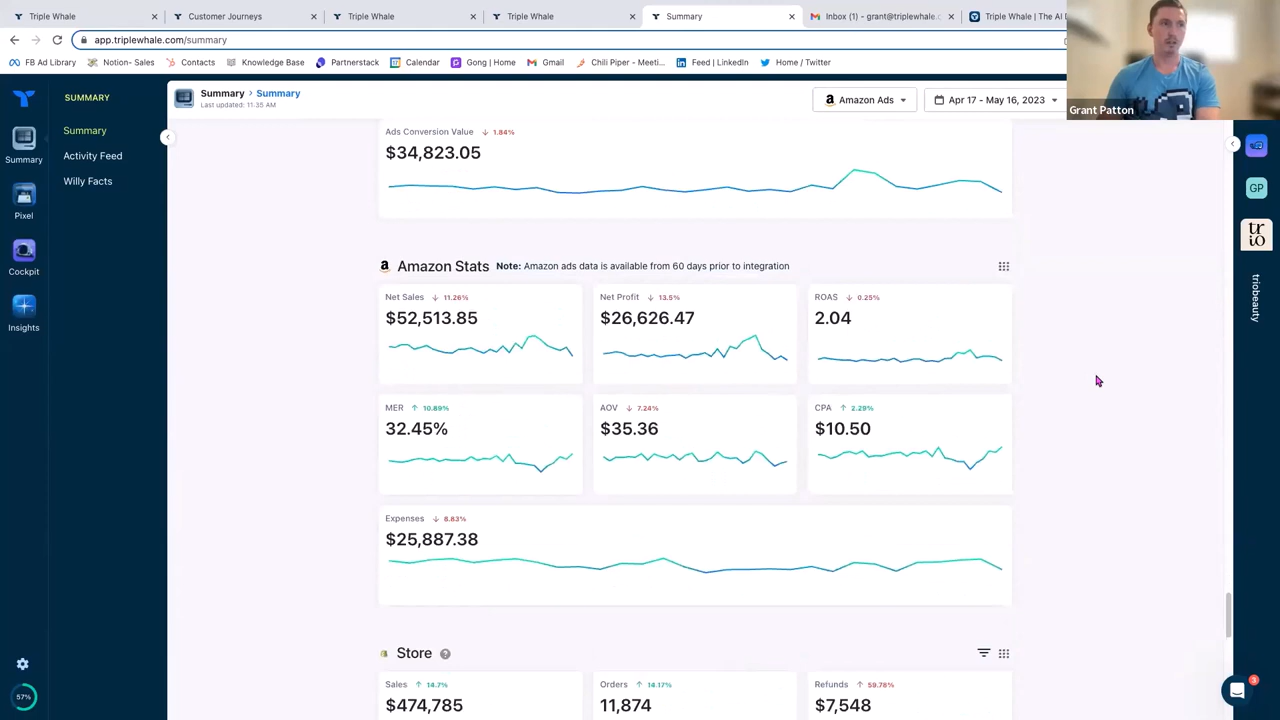 Triple Whale
Customer Journeys
Triple Whale
Triple Whale
Summary
Inbox (1) – grant@triplewhale.c
Triple Whale | The AI D
app.triplewhale.com/summary
FB Ad Library
Notion- Sales
Contacts
Knowledge Base
Partnerstack
Calendar
Gong | Home
Gmail
Chili Piper - Meeti...
Feed | LinkedIn
Home / Twitter
Grant Patton
SUMMARY
Summary
Activity Feed
Willy Facts
Summary
Pixel
Cockpit
Insights
57%
Summary > Summary
Last updated: 11:35 AM
Amazon Ads
Apr 17 - May 16, 2023
Ads Conversion Value ↓ 1.84%
$34,823.05
Amazon Stats Note: Amazon ads data is available from 60 days prior to integration
Net Sales ↓ 11.26%
$52,513.85
Net Profit ↓ 13.5%
$26,626.47
ROAS ↓ 0.25%
2.04
MER ↑ 10.89%
32.45%
AOV ↓ 7.24%
$35.36
CPA ↑ 2.29%
$10.50
Expenses ↓ 8.83%
$25,887.38
Store
Sales ↑ 14.7%
$474,785
Orders ↑ 14.17%
11,874
Refunds ↑ 59.78%
$7,548
GP
trio
triobeauty
3